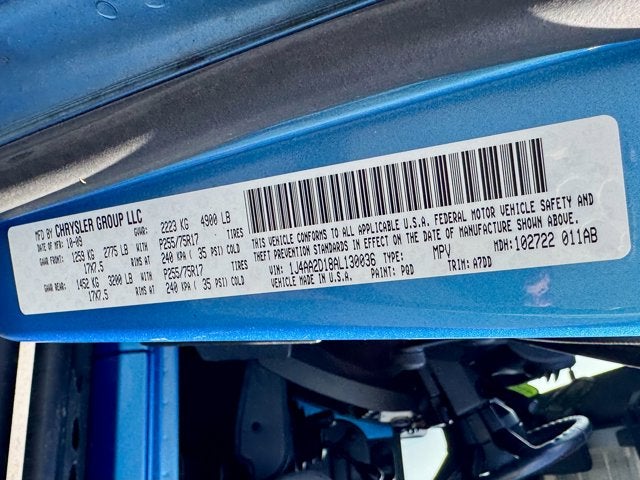 MFD BY CHRYSLER GROUP LLC
DATE OF MFR: 10-09 GVWR: 2223 KG 4900 LB
GAWR FRONT: 1259 KG 2775 LB WITH P255/75R17 TIRES
17X7.5 RIMS AT 240 KPA ( 35 PSI) COLD
GAWR REAR: 1452 KG 3200 LB WITH P255/75R17 TIRES
17X7.5 RIMS AT 240 KPA ( 35 PSI) COLD
THIS VEHICLE CONFORMS TO ALL APPLICABLE U.S.A. FEDERAL MOTOR VEHICLE SAFETY AND
THEFT PREVENTION STANDARDS IN EFFECT ON THE DATE OF MANUFACTURE SHOWN ABOVE.
VIN: 1J4AA2D18AL130036 TYPE: MPV MDH: 102722 011AB
VEHICLE MADE IN U.S.A. PAINT: PQD TRIM: A7DD